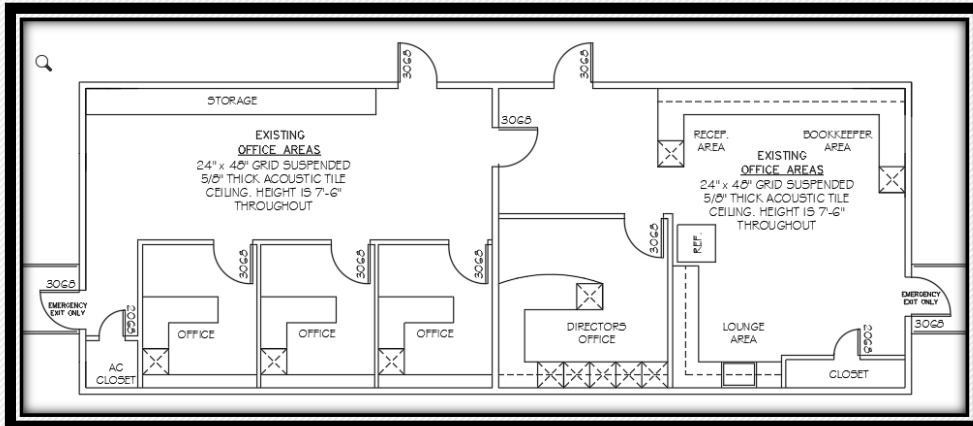 3068
3068
STORAGE
3068
EXISTING
OFFICE AREAS
24" x 48" GRID SUSPENDED
5/8" THICK ACOUSTIC TILE
CEILING. HEIGHT IS 7'-6"
THROUGHOUT
RECEP.
AREA
BOOKKEEPER
AREA
EXISTING
OFFICE AREAS
24" x 48" GRID SUSPENDED
5/8" THICK ACOUSTIC TILE
CEILING. HEIGHT IS 7'-6"
THROUGHOUT
3068
3068
3068
3068
REF.
3068
EMERGENCY
EXIT ONLY
2068
OFFICE
OFFICE
OFFICE
DIRECTORS
OFFICE
LOUNGE
AREA
EMERGENCY
EXIT ONLY
3068
2068
AC
CLOSET
CLOSET